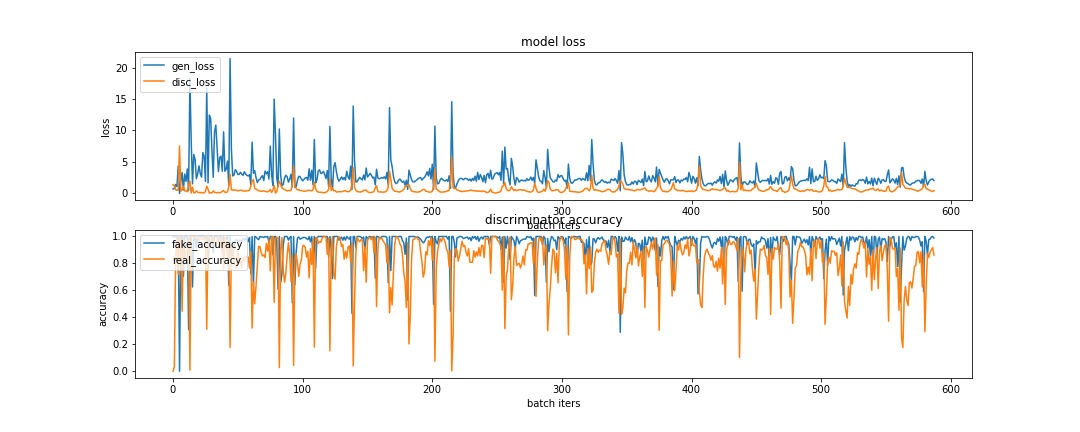 model loss
gen_loss
disc_loss
loss
20
15
10
5
0
0 100 200 300 400 500 600
batch iters
discriminator accuracy
fake_accuracy
real_accuracy
accuracy
1.0
0.8
0.6
0.4
0.2
0.0
0 100 200 300 400 500 600
batch iters